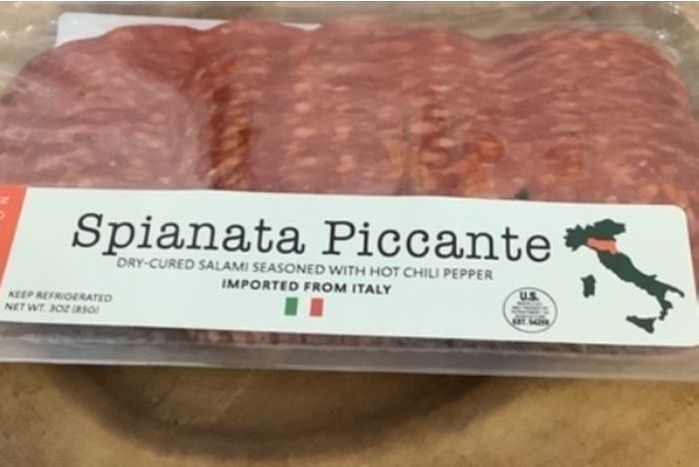 Spianata Piccante
DRY-CURED SALAMI SEASONED WITH HOT CHILI PEPPER
IMPORTED FROM ITALY
KEEP REFRIGERATED
NET WT. 3OZ (85G)
U.S.